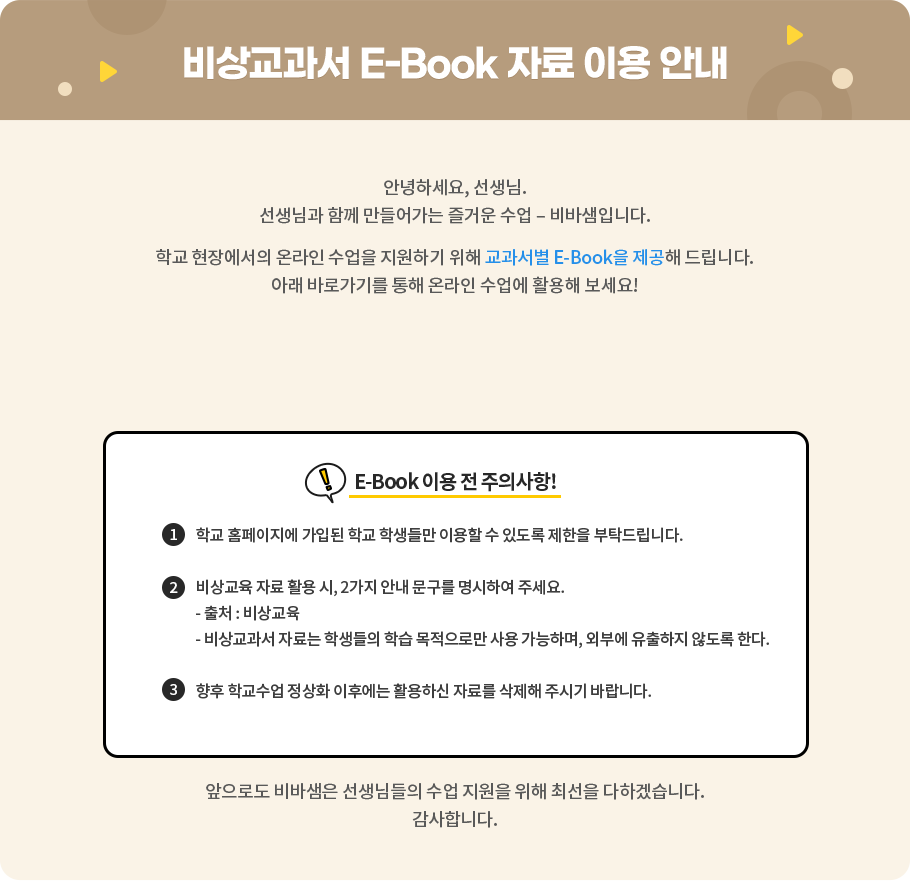 비상교과서 E-Book 자료 이용 안내
안녕하세요, 선생님.
선생님과 함께 만들어가는 즐거운 수업 – 비바샘입니다.
학교 현장에서의 온라인 수업을 지원하기 위해 교과서별 E-Book을 제공해 드립니다.
아래 바로가기를 통해 온라인 수업에 활용해 보세요!
E-Book 이용 전 주의사항!
1 학교 홈페이지에 가입된 학교 학생들만 이용할 수 있도록 제한을 부탁드립니다.
2 비상교육 자료 활용 시, 2가지 안내 문구를 명시하여 주세요.
- 출처 : 비상교육
- 비상교과서 자료는 학생들의 학습 목적으로만 사용 가능하며, 외부에 유출하지 않도록 한다.
3 향후 학교수업 정상화 이후에는 활용하신 자료를 삭제해 주시기 바랍니다.
앞으로도 비바샘은 선생님들의 수업 지원을 위해 최선을 다하겠습니다.
감사합니다.